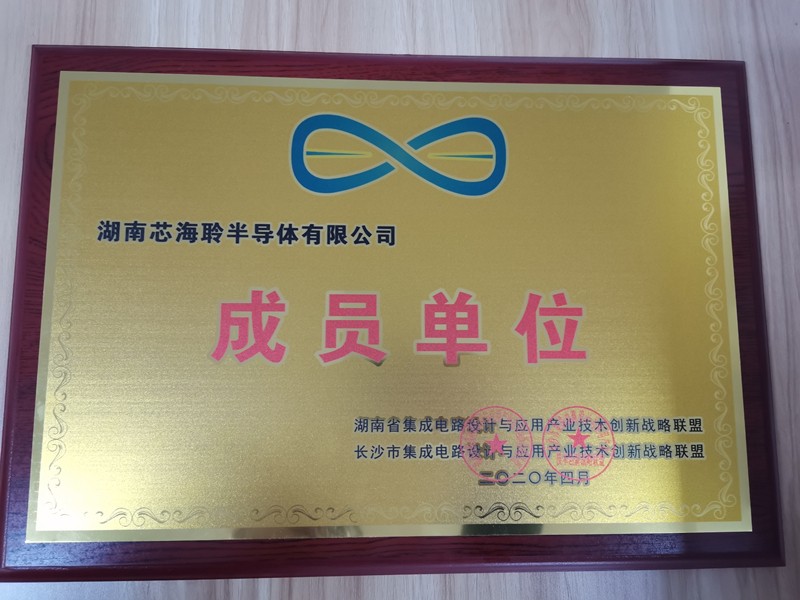 湖南芯海聆半导体有限公司
成员单位
湖南省集成电路设计与应用产业技术创新战略联盟
长沙市集成电路设计与应用产业技术创新战略联盟
二〇二〇年四月